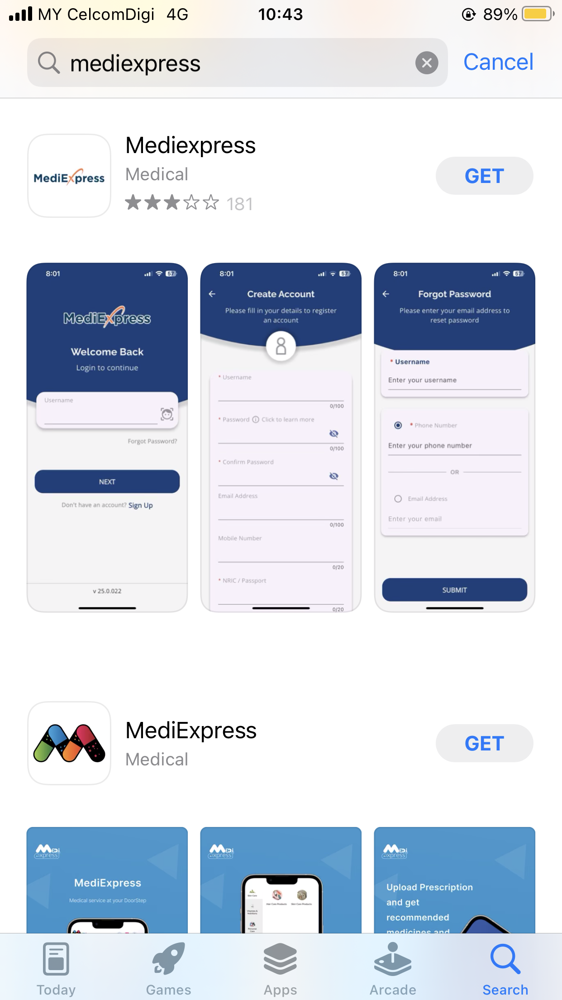 MY CelcomDigi 4G 10:43 89%
mediexpress
Cancel
MediExpress
Mediexpress
Medical
181
GET
8:01
57
MediExpress
Welcome Back
Login to continue
Username
Forgot Password?
NEXT
Don't have an account? Sign Up
v 25.0.022
8:01
57
Create Account
Please fill in your details to register
an account
* Username
0/100
* Password Click to learn more
0/100
* Confirm Password
Email Address
0/100
Mobile Number
0/20
* NRIC / Passport
0/20
8:01
57
Forgot Password
Please enter your email address to
reset password
* Username
Enter your username
* Phone Number
Enter your phone number
OR
Email Address
Enter your email
SUBMIT
MediExpress
Medical
GET
MEDI
express
MediExpress
Medical service at your DoorStep
MEDI
express
Skin Care
Hair Care Products
Skin Care Products
Vitamins &
Nutritions
Personal
Care
MEDI
express
Upload Prescription
and get
recommended
medicines and
Today
Games
Apps
Arcade
Search